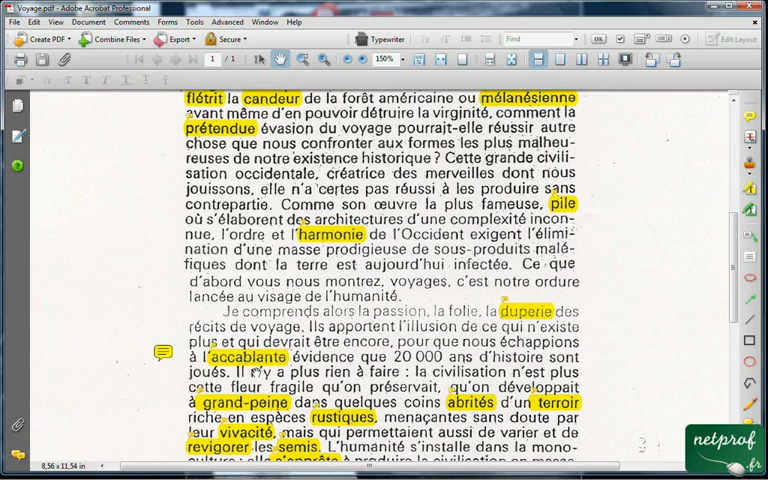 Voyage.pdf - Adobe Acrobat Professional
File Edit View Document Comments Forms Tools Advanced Window Help
Create PDF Combine Files Export Secure Typewriter Find OK Edit Layout
1 / 1 150%
flétrit la candeur de la forêt américaine ou mélanésienne
avant même d'en pouvoir détruire la virginité, comment la
prétendue évasion du voyage pourrait-elle réussir autre
chose que nous confronter aux formes les plus malheu-
reuses de notre existence historique ? Cette grande civili-
sation occidentale, créatrice des merveilles dont nous
jouissons, elle n'a certes pas réussi à les produire sans
contrepartie. Comme son œuvre la plus fameuse, pile
où s'élaborent des architectures d'une complexité incon-
nue, l'ordre et l'harmonie de l'Occident exigent l'élimi-
nation d'une masse prodigieuse de sous-produits malé-
fiques dont la terre est aujourd'hui infectée. Ce que
d'abord vous nous montrez, voyages, c'est notre ordure
lancée au visage de l'humanité.
Je comprends alors la passion, la folie, la duperie des
récits de voyage. Ils apportent l'illusion de ce qui n'existe
plus et qui devrait être encore, pour que nous échappions
à l'accablante évidence que 20 000 ans d'histoire sont
joués. Il n'y a plus rien à faire : la civilisation n'est plus
cette fleur fragile qu'on préservait, qu'on développait
à grand-peine dans quelques coins abrités d'un terroir
riche en espèces rustiques, menaçantes sans doute par
leur vivacité, mais qui permettaient aussi de varier et de
revigorer les semis. L'humanité s'installe dans la mono-
culture ; elle s'apprête à produire la civilisation en masse,
8,56 x 11,54 in
netprof
.fr